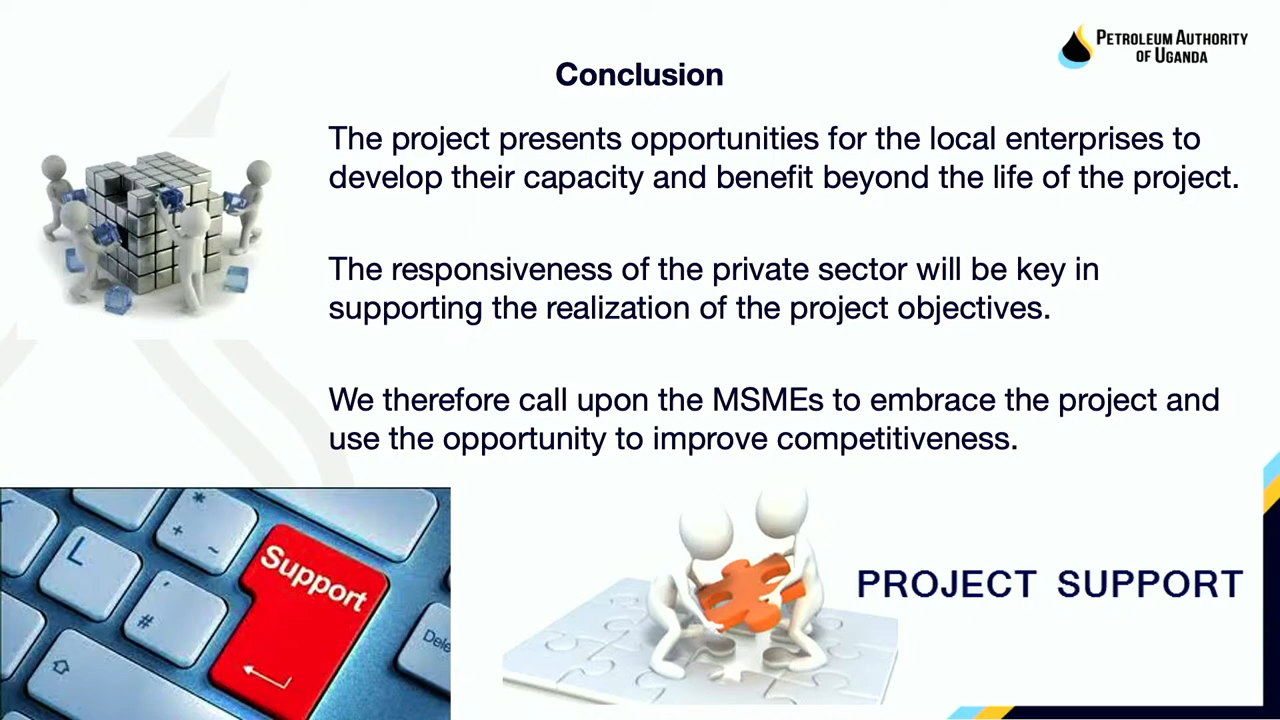 PETROLEUM AUTHORITY
OF UGANDA
Conclusion
The project presents opportunities for the local enterprises to
develop their capacity and benefit beyond the life of the project.
The responsiveness of the private sector will be key in
supporting the realization of the project objectives.
We therefore call upon the MSMEs to embrace the project and
use the opportunity to improve competitiveness.
*
+ ~
L
Support
'
#
Dele
PROJECT SUPPORT